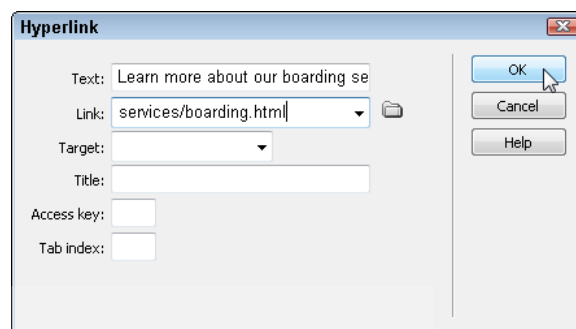 Hyperlink
Text: Learn more about our boarding se
OK
Link: services/boarding.html
Cancel
Target:
Help
Title:
Access key:
Tab index: